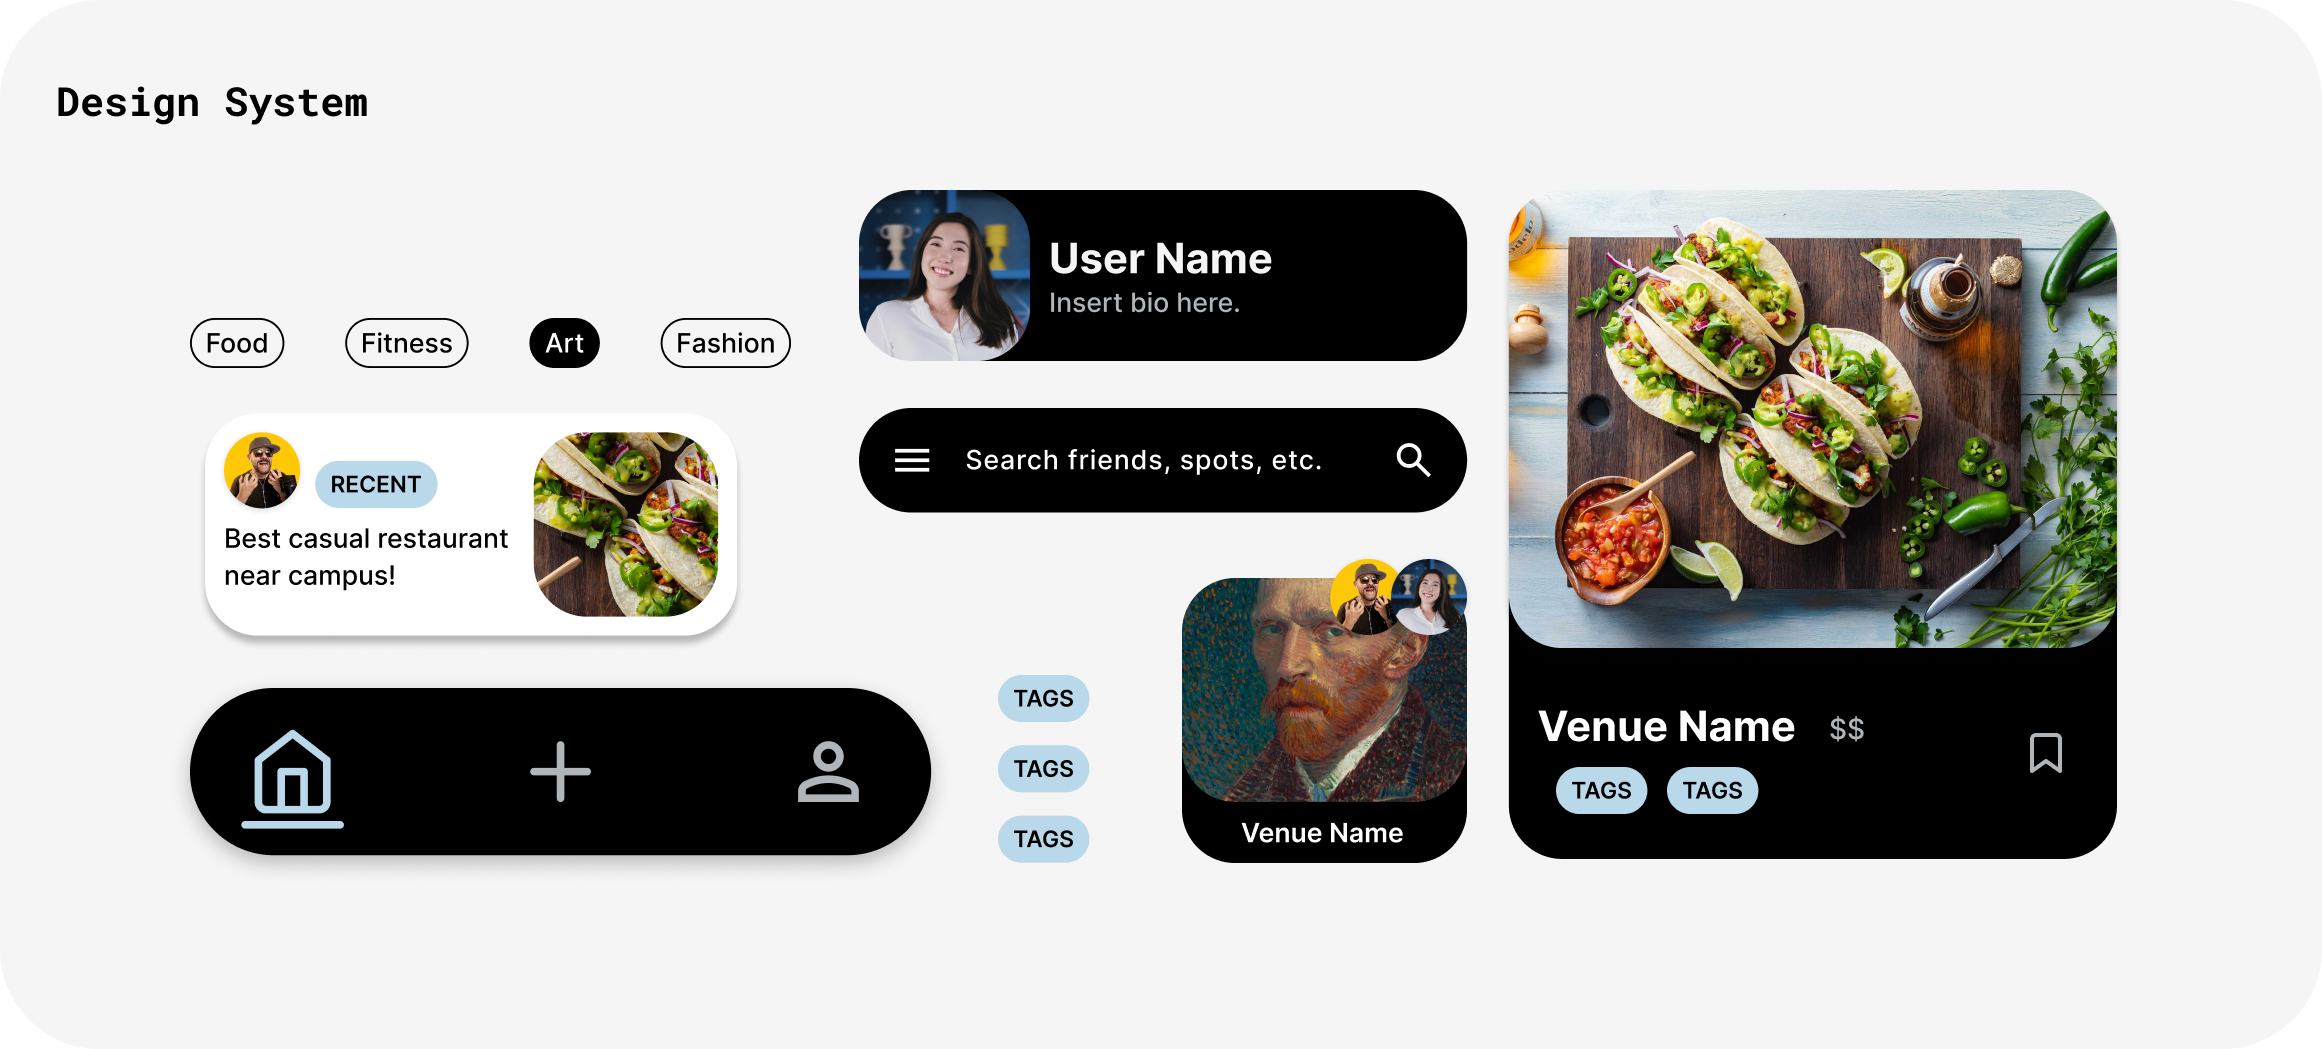 Design System
Food
Fitness
Art
Fashion
RECENT
Best casual restaurant
near campus!
User Name
Insert bio here.
Search friends, spots, etc.
TAGS
TAGS
TAGS
Venue Name
Venue Name $$
TAGS TAGS